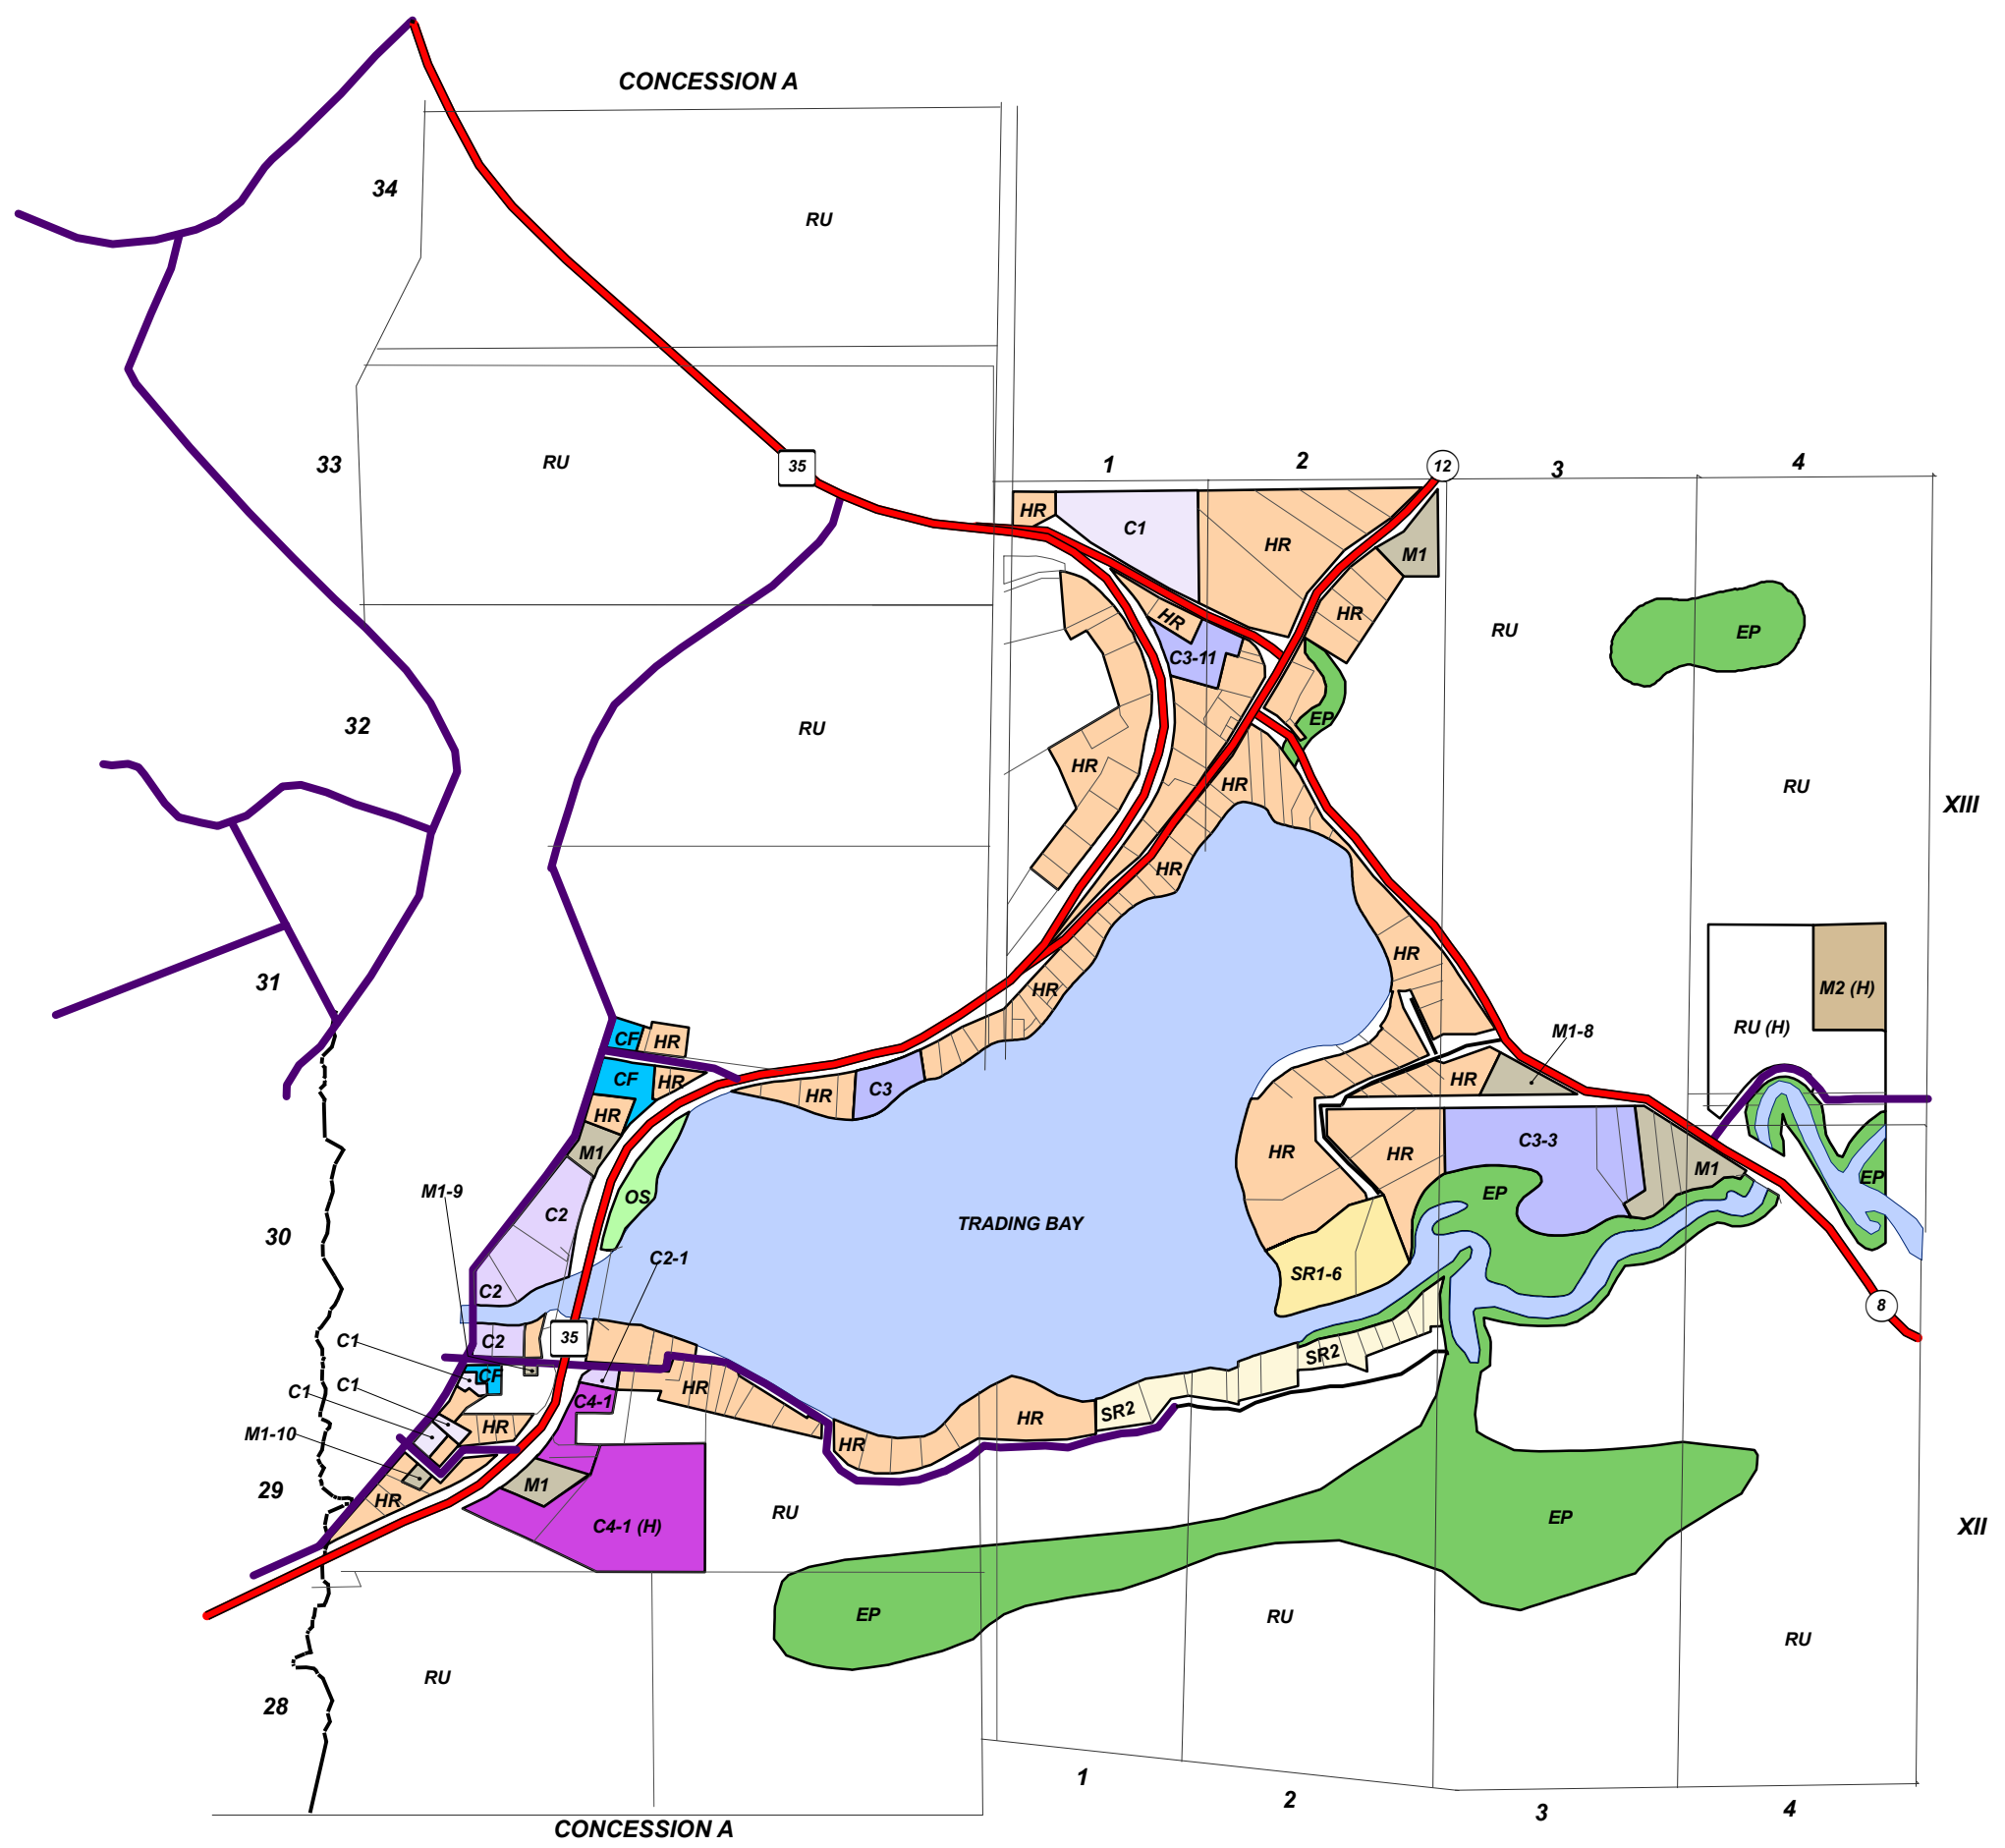 CONCESSION A
34
RU
33
RU
35
1
2
12
3
4
HR
C1
HR
M1
HR
HR
RU
EP
C3-11
EP
32
RU
HR
HR
RU
XIII
HR
HR
31
HR
M2 (H)
RU (H)
CF
HR
M1-8
CF
HR
HR
C3
HR
HR
M1
HR
HR
C3-3
M1
EP
EP
M1-9
OS
C2
TRADING BAY
30
C2-1
SR1-6
C2
8
C1
C2
35
SR2
CF
C1
C1
HR
C4-1
SR2
HR
M1-10
HR
HR
29
HR
M1
RU
C4-1 (H)
EP
XII
EP
RU
RU
RU
28
1
2
3
4
CONCESSION A